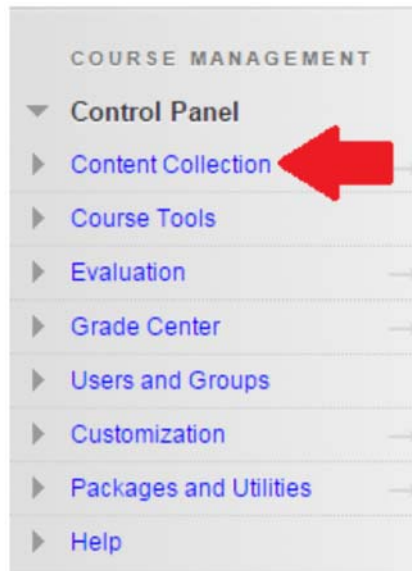 COURSE MANAGEMENT
Control Panel
Content Collection
Course Tools
Evaluation
Grade Center
Users and Groups
Customization
Packages and Utilities
Help